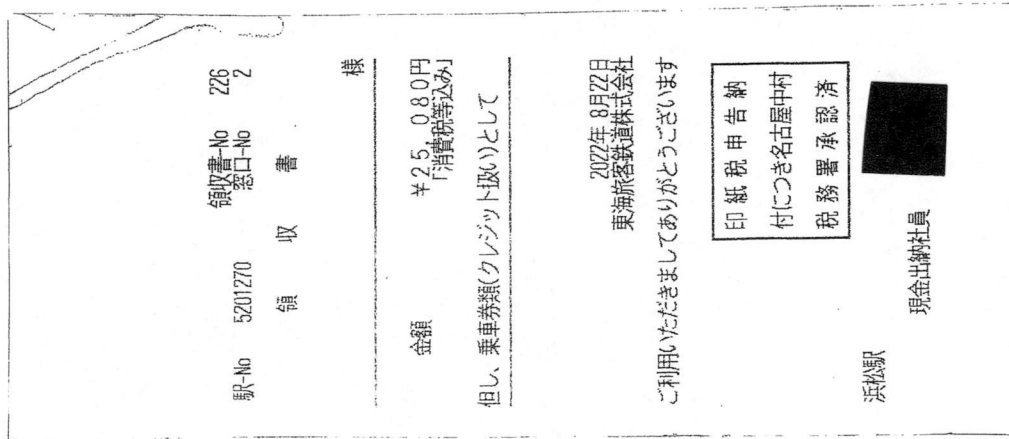 領収書-No 226
駅-No 5201270 窓口-No 2
領収書
様
金額 ¥25,080円
「消費税等込み」
但し、乗車券類(クレジット扱い)として
2022年 8月22日
東海旅客鉄道株式会社
ご利用いただきましてありがとうございます
印紙税申告納
付につき名古屋中村
税務署承認済
浜松駅
現金出納社員